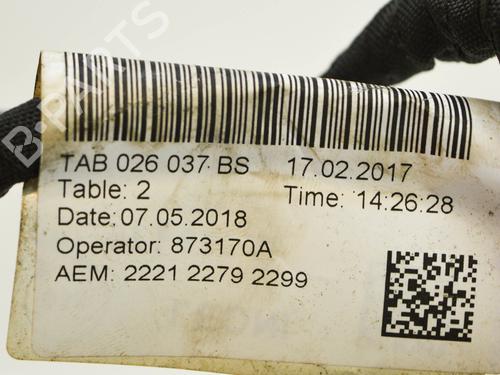 B-PARTS
TAB 026 037 BS 17.02.2017
Table: 2 Time: 14:26:28
Date: 07.05.2018
Operator: 873170A
AEM: 2221 2279 2299